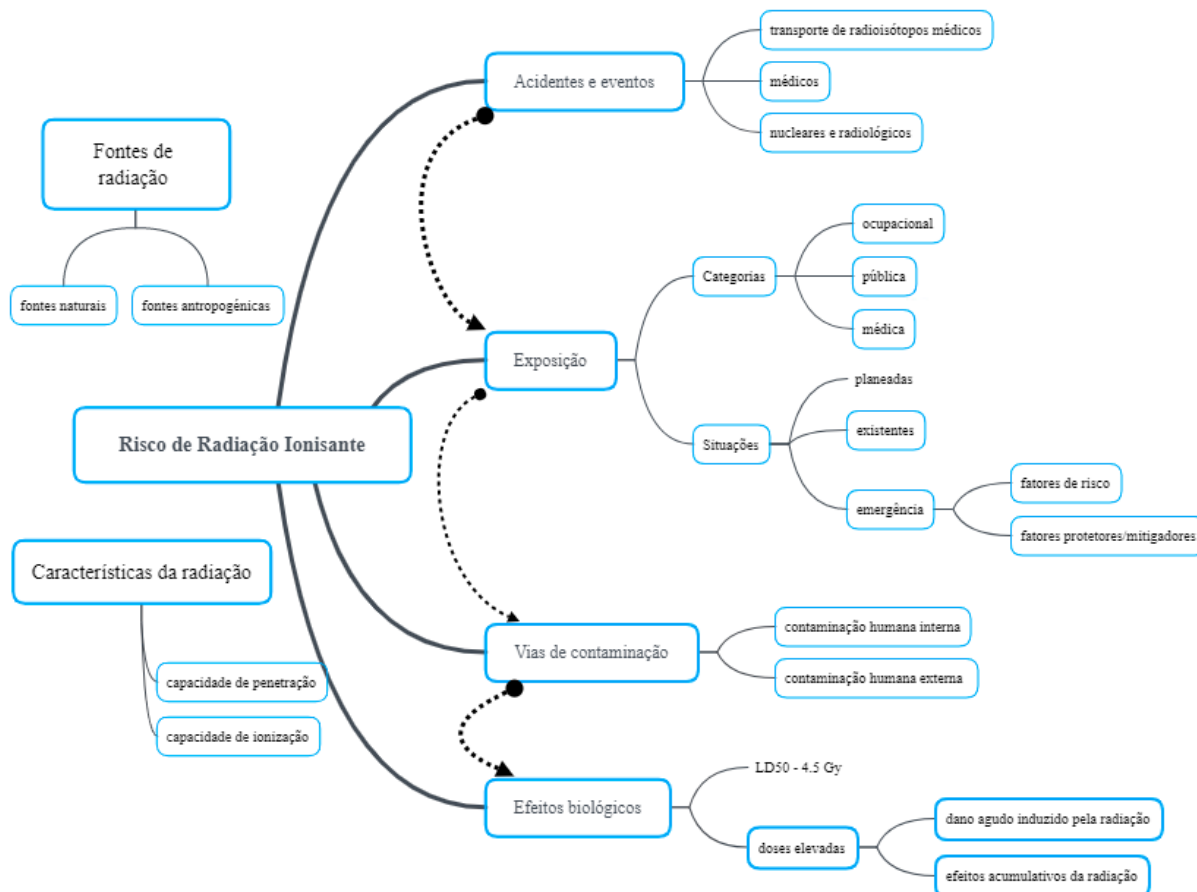 transporte de radioisótopos médicos
Acidentes e eventos
médicos
nucleares e radiológicos
Fontes de
radiação
fontes naturais
fontes antropogénicas
ocupacional
Categorias
pública
médica
Exposição
planeadas
Situações
existentes
emergência
fatores de risco
fatores protetores/mitigadores
Risco de Radiação Ionisante
Características da radiação
capacidade de penetração
capacidade de ionização
Vias de contaminação
contaminação humana interna
contaminação humana externa
LD50 - 4.5 Gy
Efeitos biológicos
doses elevadas
dano agudo induzido pela radiação
efeitos acumulativos da radiação